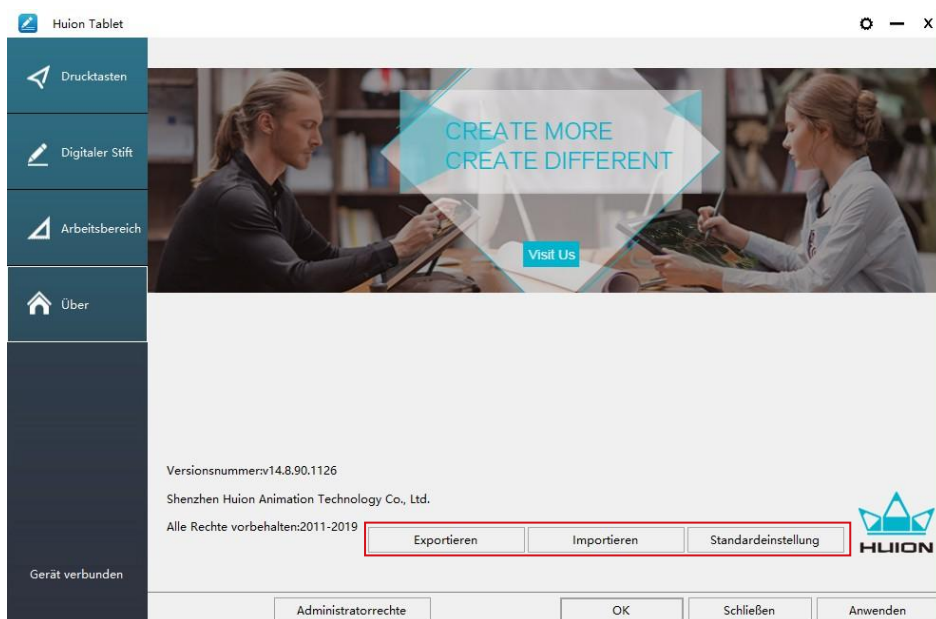 Huion Tablet
Drucktasten
Digitaler Stift
Arbeitsbereich
Über
Gerät verbunden
CREATE MORE
CREATE DIFFERENT
Visit Us
Versionsnummer:v14.8.90.1126
Shenzhen Huion Animation Technology Co., Ltd.
Alle Rechte vorbehalten:2011-2019
Exportieren Importieren Standardeinstellung
HUION
Administratorrechte OK Schließen Anwenden